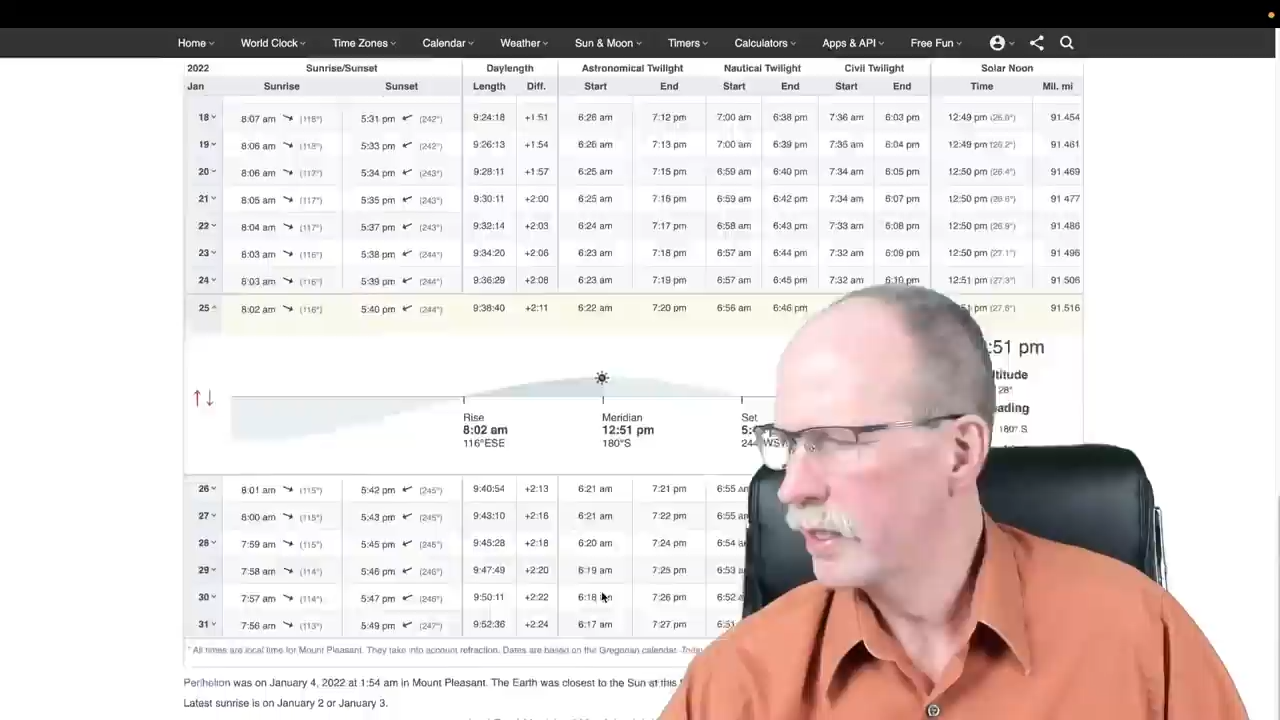 Home World Clock Time Zones Calendar Weather Sun & Moon Timers Calculators Apps & API Free Fun
2022 Sunrise/Sunset Daylength Astronomical Twilight Nautical Twilight Civil Twilight Solar Noon
Jan Sunrise Sunset Length Diff. Start End Start End Start End Time Mil. mi
18 8:07 am (118°) 5:31 pm (242°) 9:24:18 +1:51 6:26 am 7:12 pm 7:00 am 6:38 pm 7:36 am 6:03 pm 12:49 pm (25.9°) 91.454
19 8:06 am (118°) 5:33 pm (242°) 9:26:13 +1:54 6:26 am 7:13 pm 7:00 am 6:39 pm 7:35 am 6:04 pm 12:49 pm (26.2°) 91.461
20 8:06 am (117°) 5:34 pm (243°) 9:28:11 +1:57 6:25 am 7:15 pm 6:59 am 6:40 pm 7:34 am 6:05 pm 12:50 pm (26.4°) 91.469
21 8:05 am (117°) 5:35 pm (243°) 9:30:11 +2:00 6:25 am 7:16 pm 6:59 am 6:42 pm 7:34 am 6:07 pm 12:50 pm (26.6°) 91.477
22 8:04 am (117°) 5:37 pm (243°) 9:32:14 +2:03 6:24 am 7:17 pm 6:58 am 6:43 pm 7:33 am 6:08 pm 12:50 pm (26.9°) 91.486
23 8:03 am (116°) 5:38 pm (244°) 9:34:20 +2:06 6:23 am 7:18 pm 6:57 am 6:44 pm 7:32 am 6:09 pm 12:50 pm (27.1°) 91.496
24 8:03 am (116°) 5:39 pm (244°) 9:36:29 +2:08 6:23 am 7:19 pm 6:57 am 6:45 pm 7:32 am 6:10 pm 12:51 pm (27.3°) 91.506
25 8:02 am (116°) 5:40 pm (244°) 9:38:40 +2:11 6:22 am 7:20 pm 6:56 am 6:46 pm (27.6°) 91.516
:51 pm
28°
Rise Meridian Set
8:02 am 12:51 pm
116°ESE 180°S 180° S
26 8:01 am (115°) 5:42 pm (245°) 9:40:54 +2:13 6:21 am 7:21 pm 6:55 am
27 8:00 am (115°) 5:43 pm (245°) 9:43:10 +2:16 6:21 am 7:22 pm 6:55
28 7:59 am (115°) 5:45 pm (245°) 9:45:28 +2:18 6:20 am 7:24 pm 6:54
29 7:58 am (114°) 5:46 pm (246°) 9:47:49 +2:20 6:19 am 7:25 pm 6:53
30 7:57 am (114°) 5:47 pm (246°) 9:50:11 +2:22 6:18 am 7:26 pm 6:52
31 7:56 am (113°) 5:49 pm (247°) 9:52:36 +2:24 6:17 am 7:27 pm 6:51
* All times are local time for Mount Pleasant. They take into account refraction. Dates are based on the Gregorian calendar.
Perihelion was on January 4, 2022 at 1:54 am in Mount Pleasant. The Earth was closest to the Sun at this
Latest sunrise is on January 2 or January 3.